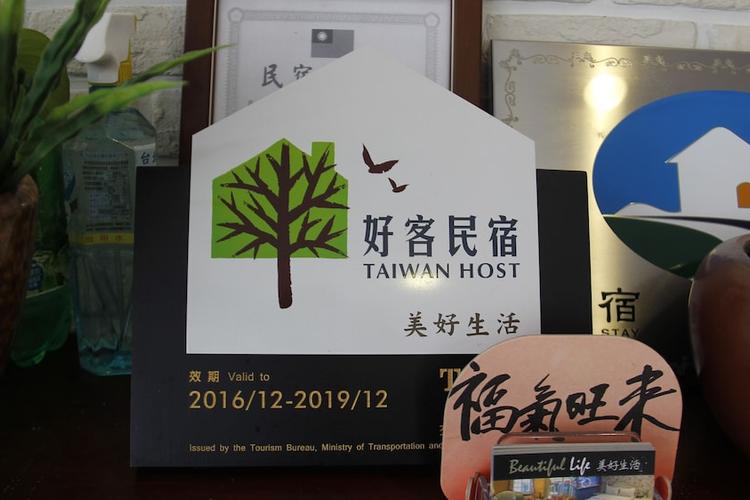 民宿
好客民宿
TAIWAN HOST
美好生活
效期 Valid to
2016/12-2019/12
Issued by the Tourism Bureau, Ministry of Transportation
宿
STAY
福氣旺來
Beautiful Life 美好生活